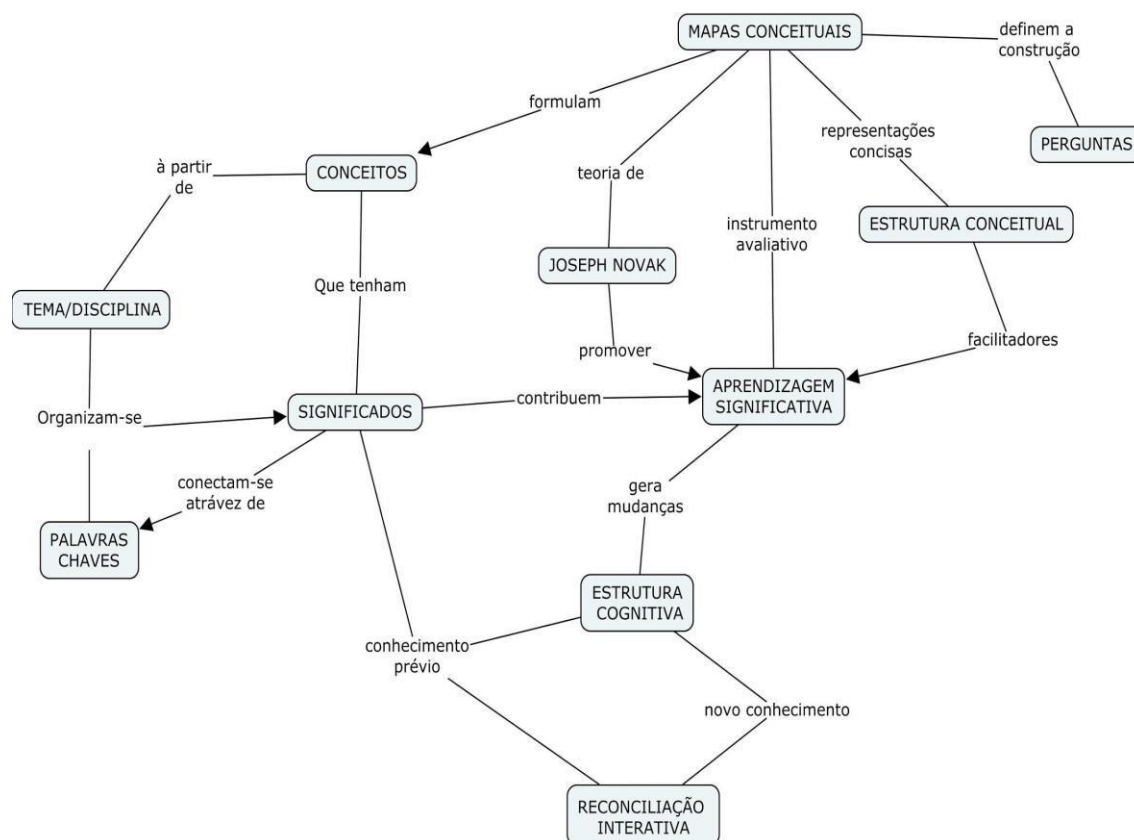 MAPAS CONCEITUAIS
definem a
construção
PERGUNTAS
formulam
representações
concisas
à partir
de
CONCEITOS
teoria de
ESTRUTURA CONCEITUAL
instrumento
avaliativo
JOSEPH NOVAK
Que tenham
TEMA/DISCIPLINA
facilitadores
promover
APRENDIZAGEM
SIGNIFICATIVA
contribuem
SIGNIFICADOS
Organizam-se
conectam-se
atrávez de
gera
mudanças
PALAVRAS
CHAVES
ESTRUTURA
COGNITIVA
conhecimento
prévio
novo conhecimento
RECONCILIAÇÃO
INTERATIVA